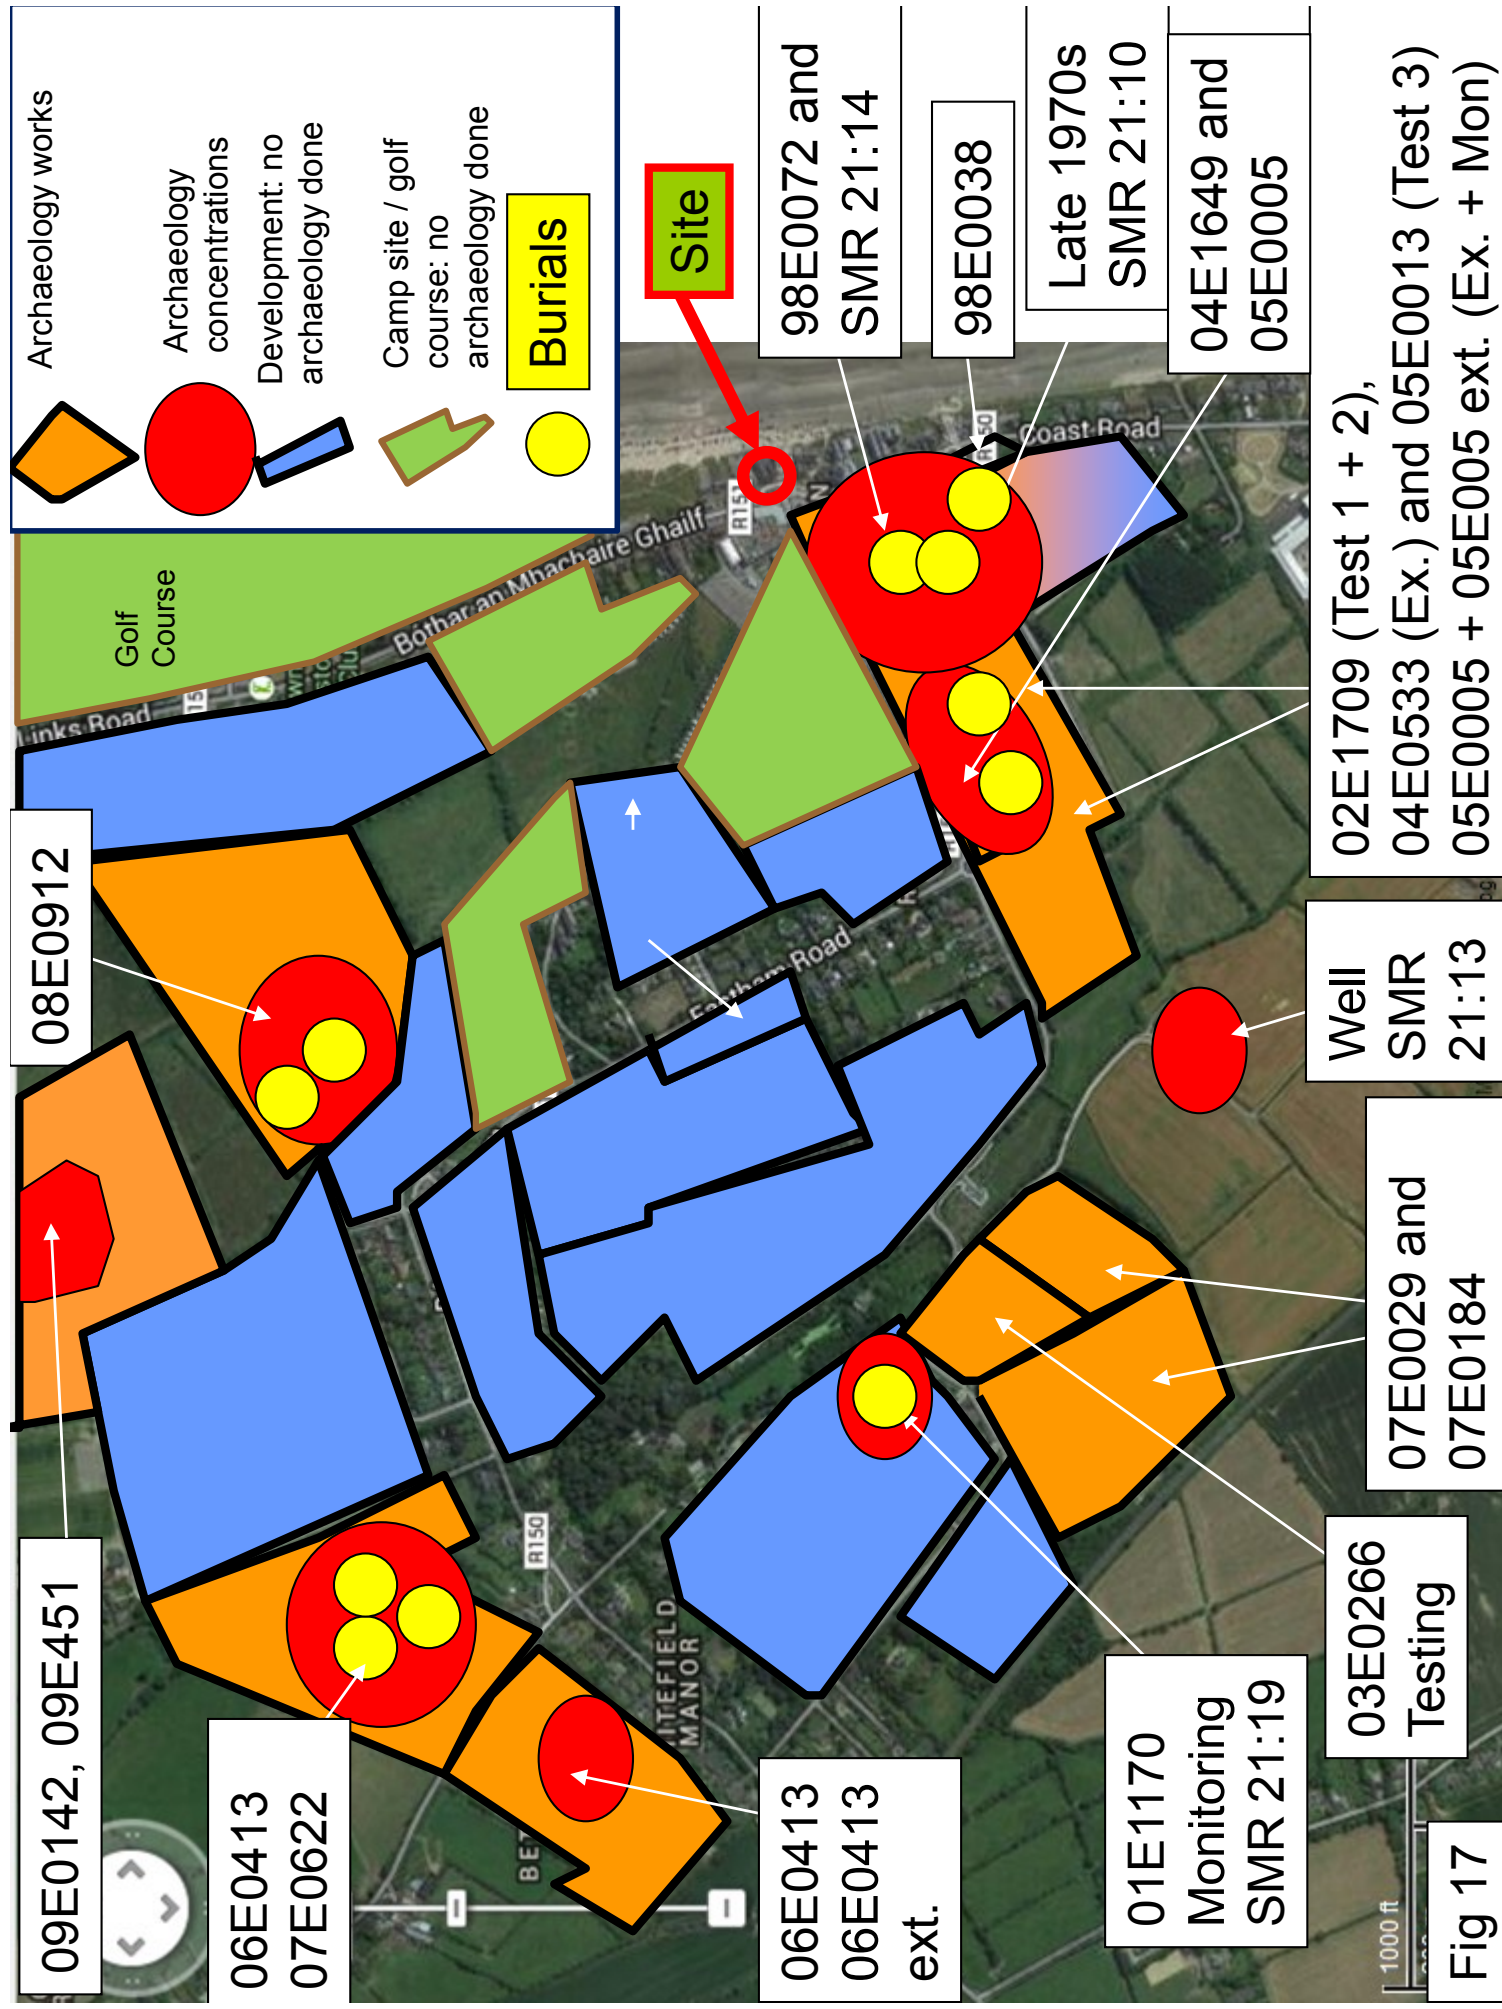 Archaeology works
Archaeology
concentrations
Development: no
archaeology done
Camp site / golf
course: no
archaeology done
Burials
Site
Golf
Course
98E0072 and
SMR 21:14
98E0038
Late 1970s
SMR 21:10
04E1649 and
05E0005
02E1709 (Test 1 + 2),
04E0533 (Ex.) and 05E0013 (Test 3)
05E0005 + 05E005 ext. (Ex. + Mon)
08E0912
Well
SMR
21:13
07E0029 and
07E0184
03E0266
Testing
01E1170
Monitoring
SMR 21:19
06E0413
06E0413
ext.
06E0413
07E0622
09E0142, 09E451
Links Road
Bóthar an Mhachaire Ghailf
R151
Coast Road
Road
R150
MANOR
1000 ft
Fig 17